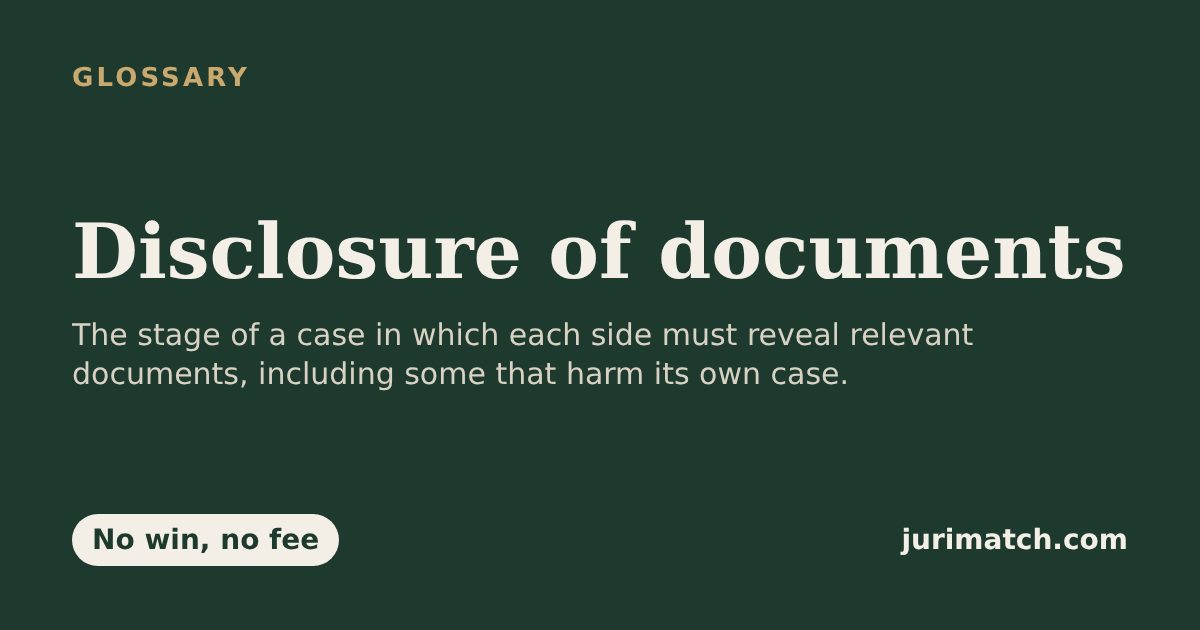 GLOSSARY
Disclosure of documents
The stage of a case in which each side must reveal relevant
documents, including some that harm its own case.
No win, no fee
jurimatch.com